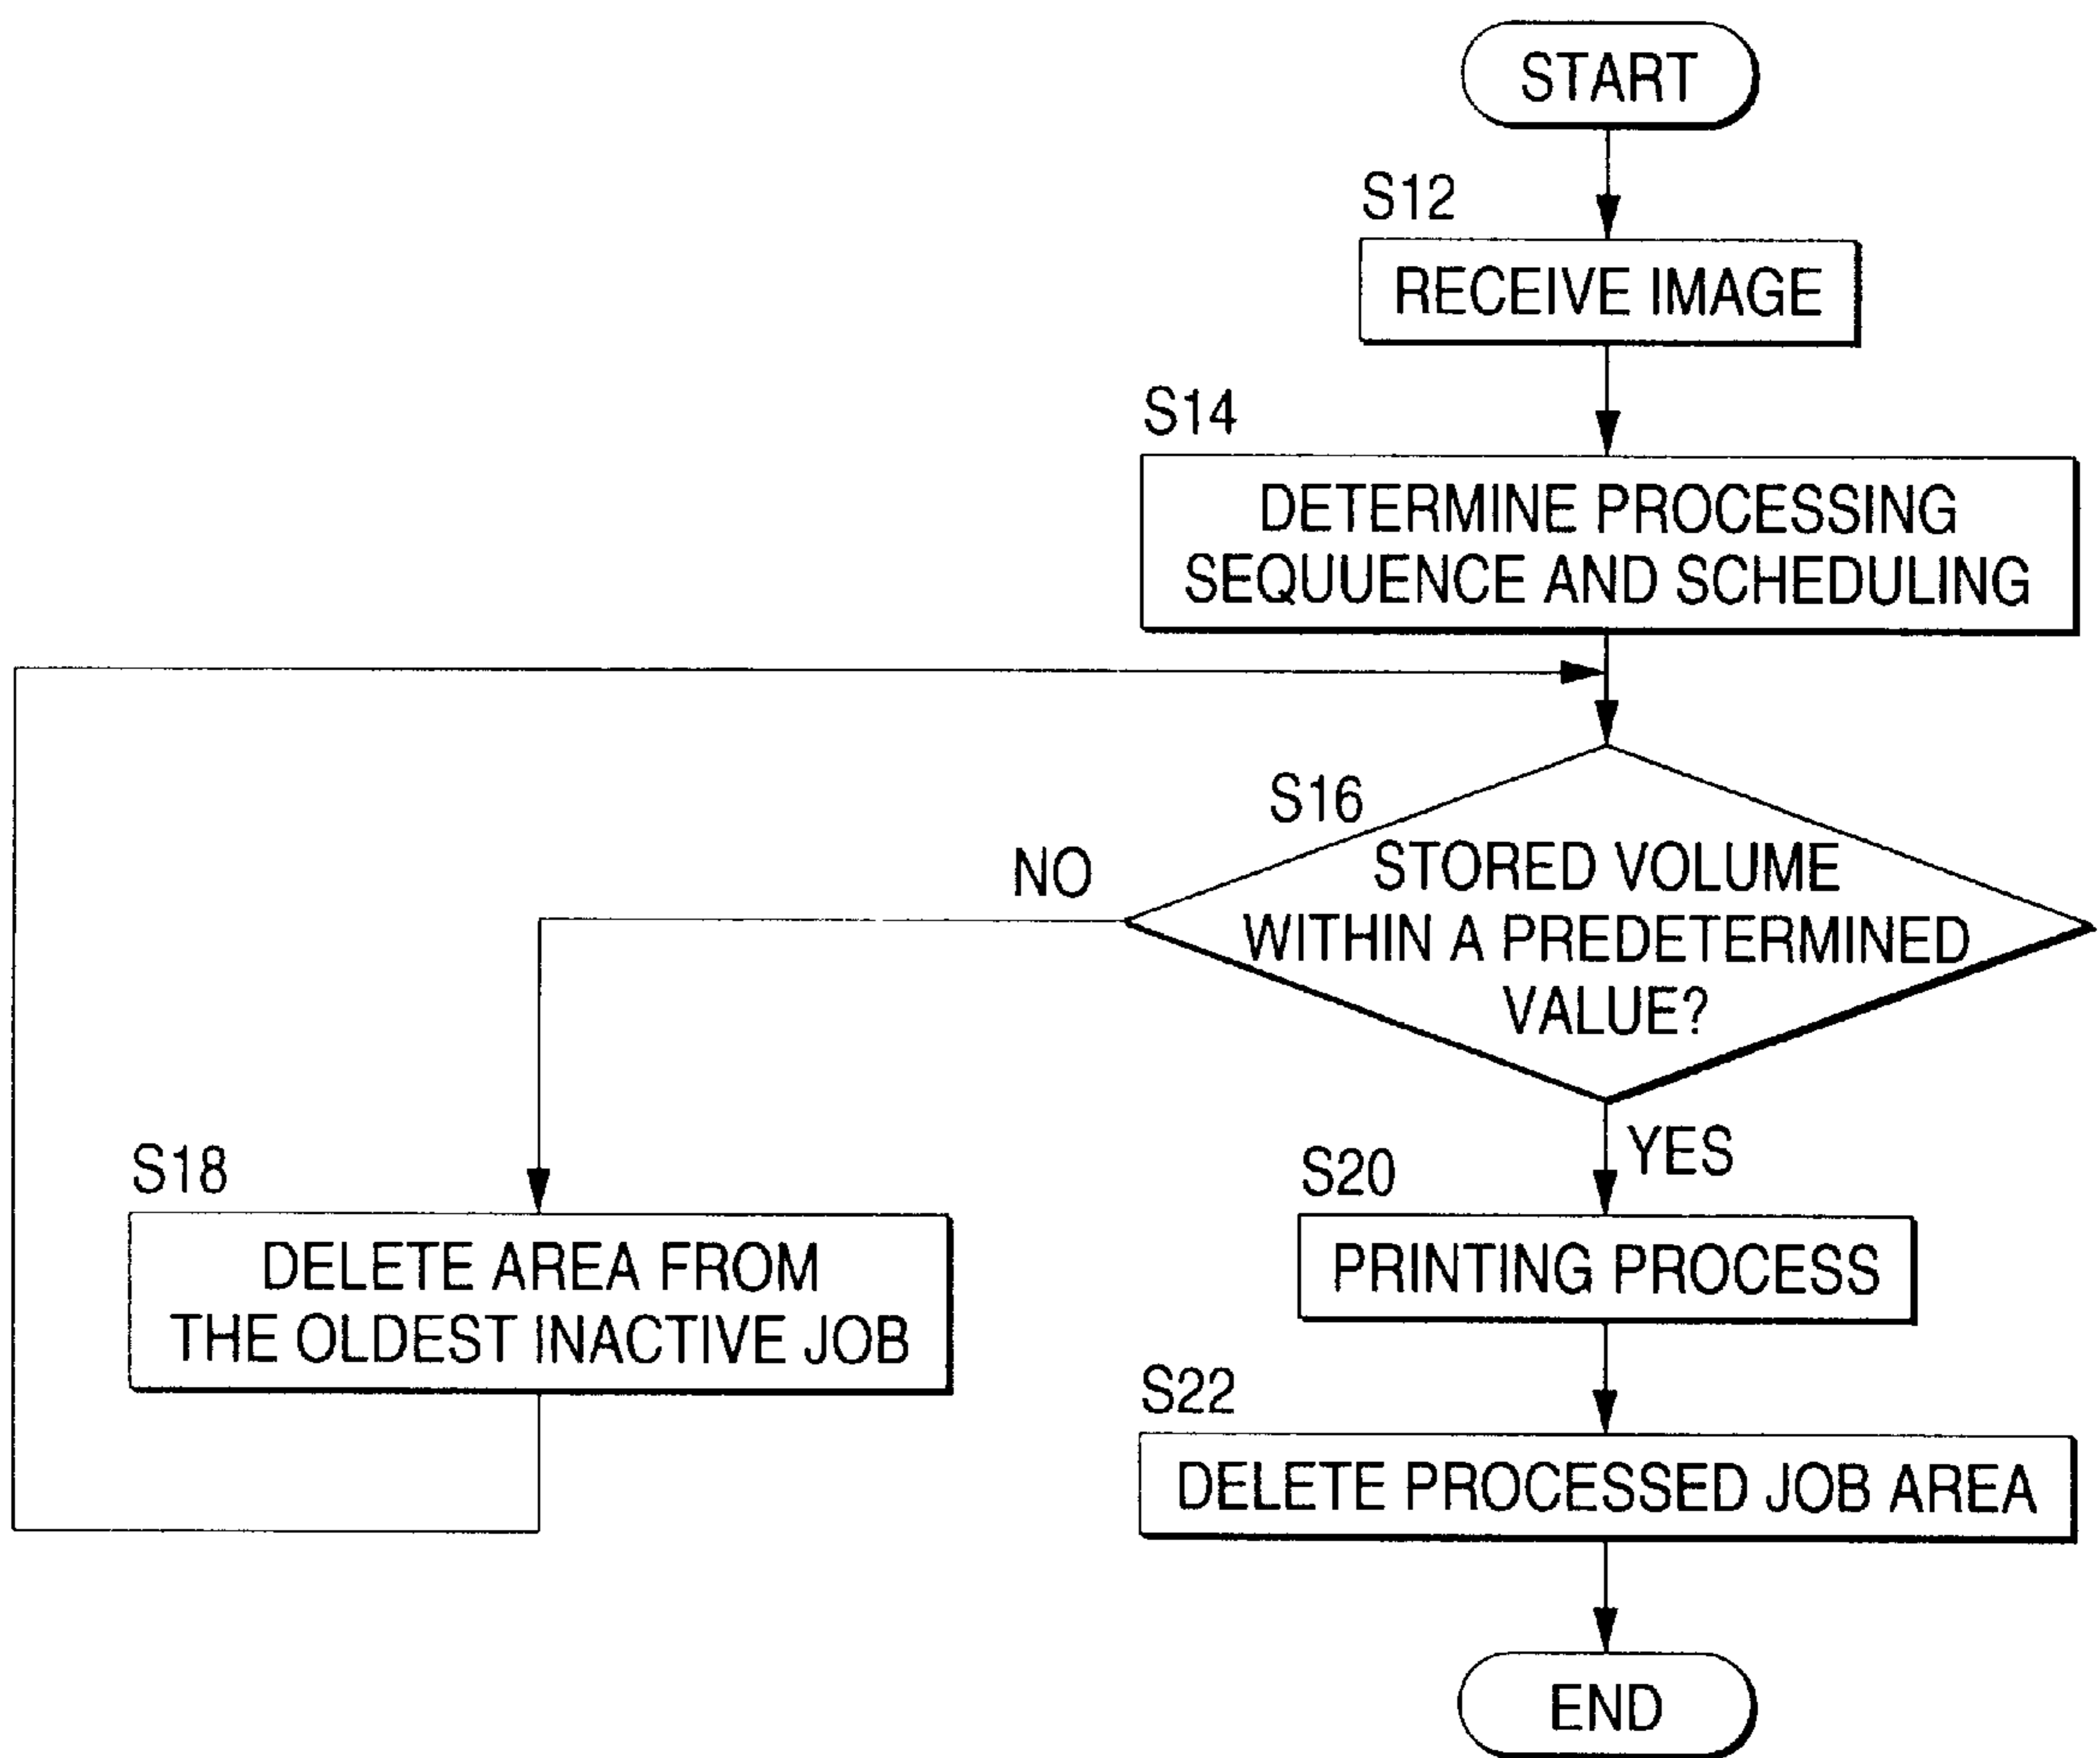 START
S12
RECEIVE IMAGE
S14
DETERMINE PROCESSING
SEQUUENCE AND SCHEDULING
S16
STORED VOLUME
WITHIN A PREDETERMINED
VALUE?
NO
YES
S18
DELETE AREA FROM
THE OLDEST INACTIVE JOB
S20
PRINTING PROCESS
S22
DELETE PROCESSED JOB AREA
END